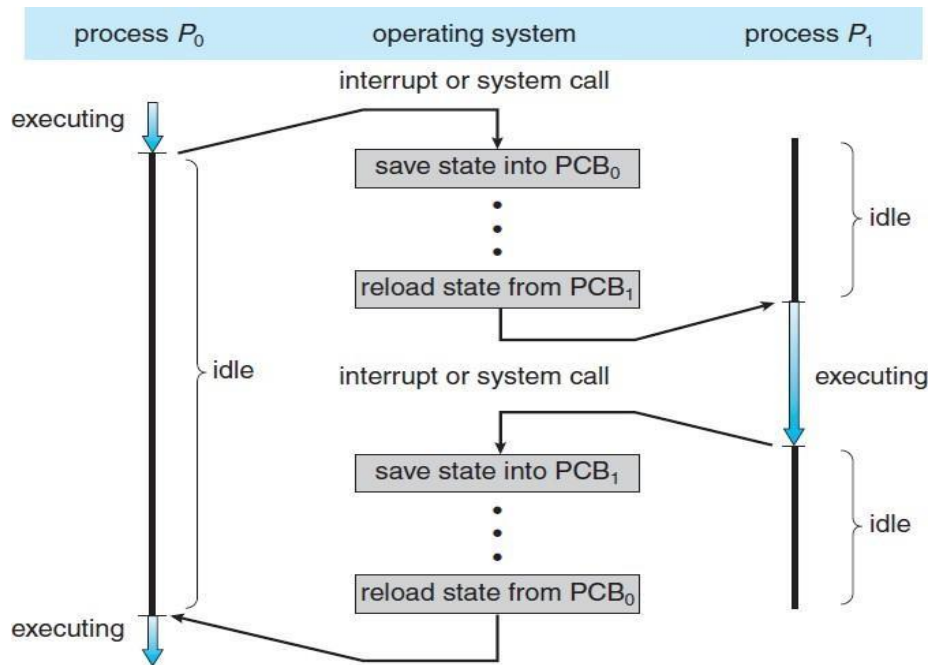 process P₀ operating system process P₁
interrupt or system call
executing
save state into PCB₀
idle
reload state from PCB₁
idle
interrupt or system call
executing
save state into PCB₁
idle
reload state from PCB₀
executing